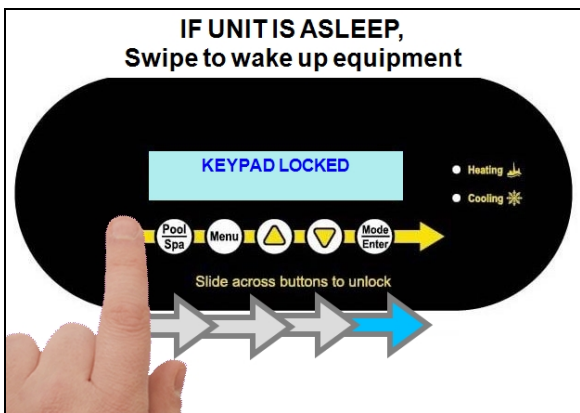 IF UNIT IS ASLEEP,
Swipe to wake up equipment
KEYPAD LOCKED
Heating
Cooling
Pool
Spa
Menu
Mode
Enter
Slide across buttons to unlock